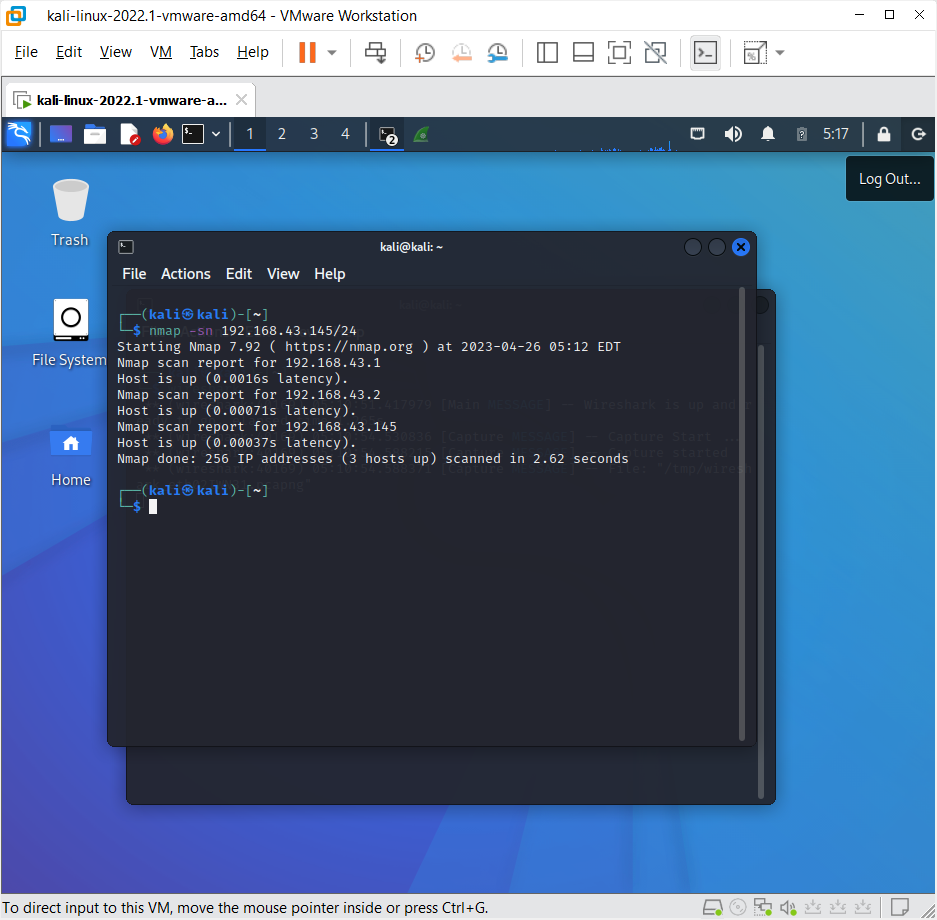 kali-linux-2022.1-vmware-amd64 - VMware Workstation
File Edit View VM Tabs Help
kali-linux-2022.1-vmware-a...
1 2 3 4 2 5:17
Log Out...
Trash
File System
Home
kali@kali: ~
File Actions Edit View Help
┌──(kali㉿kali)-[~]
└─$ nmap -sn 192.168.43.145/24
Starting Nmap 7.92 ( https://nmap.org ) at 2023-04-26 05:12 EDT
Nmap scan report for 192.168.43.1
Host is up (0.0016s latency).
Nmap scan report for 192.168.43.2
Host is up (0.00071s latency).
Nmap scan report for 192.168.43.145
Host is up (0.00037s latency).
Nmap done: 256 IP addresses (3 hosts up) scanned in 2.62 seconds
┌──(kali㉿kali)-[~]
└─$
To direct input to this VM, move the mouse pointer inside or press Ctrl+G.